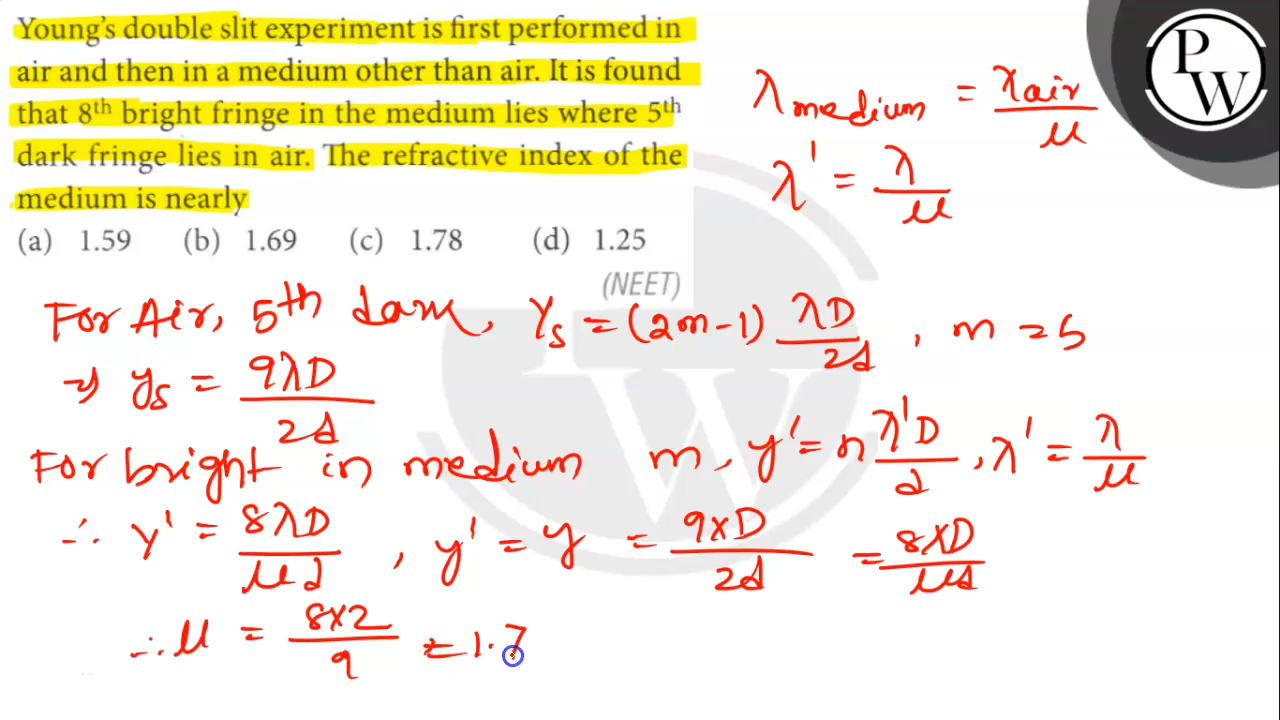 Young's double slit experiment is first performed in
air and then in a medium other than air. It is found
that 8th bright fringe in the medium lies where 5th
dark fringe lies in air. The refractive index of the
medium is nearly
(a) 1.59 (b) 1.69 (c) 1.78 (d) 1.25
(NEET)
P
W
λ medium = λair/μ
λ' = λ/μ
For Air, 5th dark, Y5 = (2m-1) λD/2d, m = 5
⇒ y5 = 9λD/2d
For bright in medium m, y' = n λ'D/d, λ' = λ/μ
∴ y' = 8λD/μd, y' = y = 9λD/2d = 8λD/μd
∴ μ = 8×2/9 = 1.7